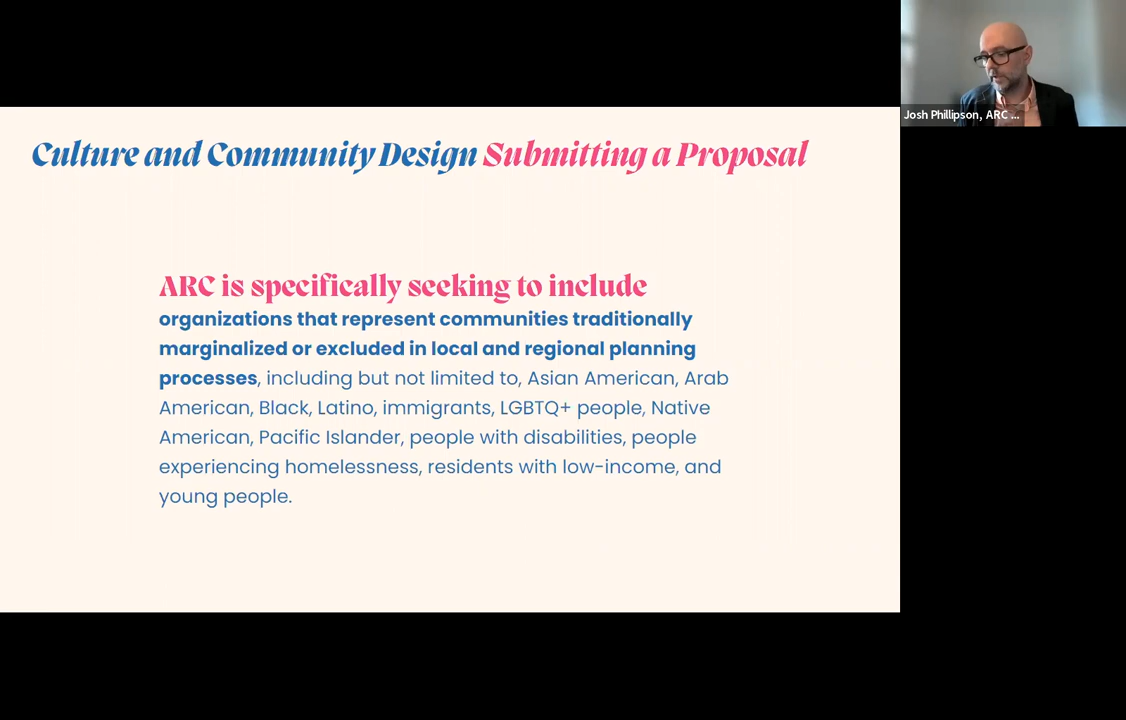 Culture and Community Design Submitting a Proposal
ARC is specifically seeking to include
organizations that represent communities traditionally
marginalized or excluded in local and regional planning
processes, including but not limited to, Asian American, Arab
American, Black, Latino, immigrants, LGBTQ+ people, Native
American, Pacific Islander, people with disabilities, people
experiencing homelessness, residents with low-income, and
young people.
Josh Phillipson, ARC ...